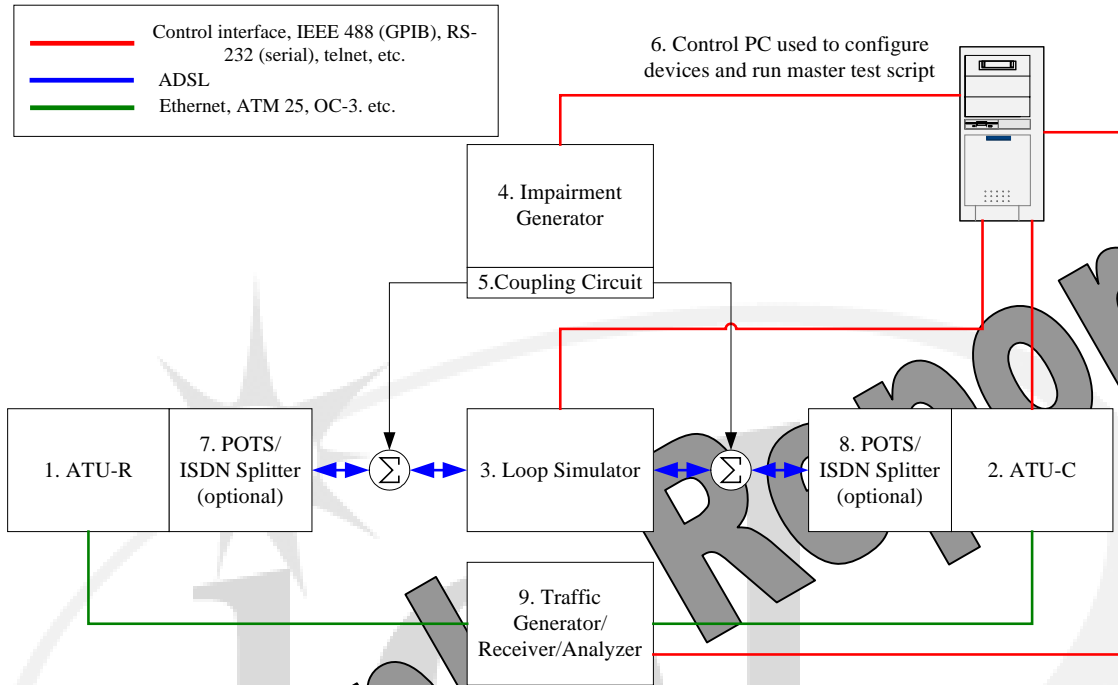 Control interface, IEEE 488 (GPIB), RS-
232 (serial), telnet, etc.
ADSL
Ethernet, ATM 25, OC-3. etc.
6. Control PC used to configure
devices and run master test script
4. Impairment
Generator
5.Coupling Circuit
1. ATU-R
7. POTS/
ISDN Splitter
(optional)
Σ
3. Loop Simulator
Σ
8. POTS/
ISDN Splitter
(optional)
2. ATU-C
9. Traffic
Generator/
Receiver/Analyzer